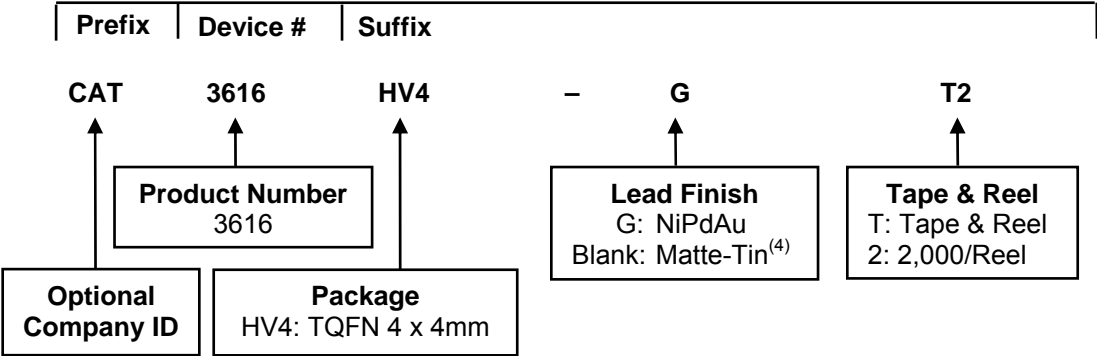 Prefix Device # Suffix
CAT 3616 HV4 – G T2
Product Number
3616
Lead Finish
G: NiPdAu
Blank: Matte-Tin(4)
Tape & Reel
T: Tape & Reel
2: 2,000/Reel
Optional
Company ID
Package
HV4: TQFN 4 x 4mm